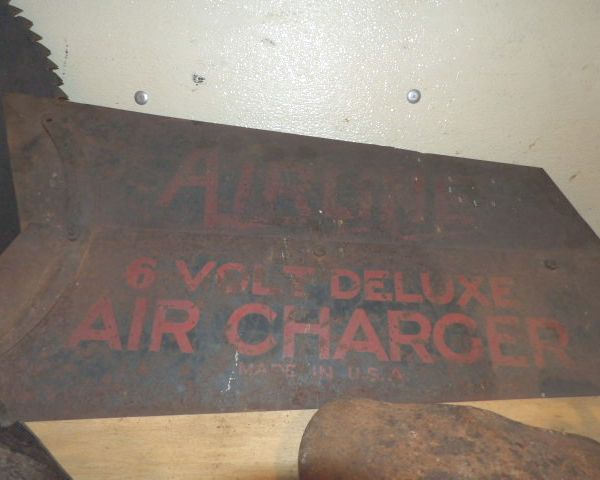 AIRLINE
6 VOLT DELUXE
AIR CHARGER
MADE IN U.S.A.